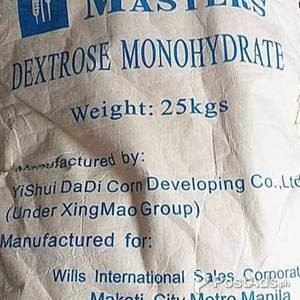 MASTERS
DEXTROSE MONOHYDRATE
Weight: 25kgs
Manufactured by:
YiShui DaDi Corn Developing Co.,Ltd
(Under XingMao Group)
Manufactured for:
Wills International Sales Corporat
Makati City Metro Manila
PostAds.ph